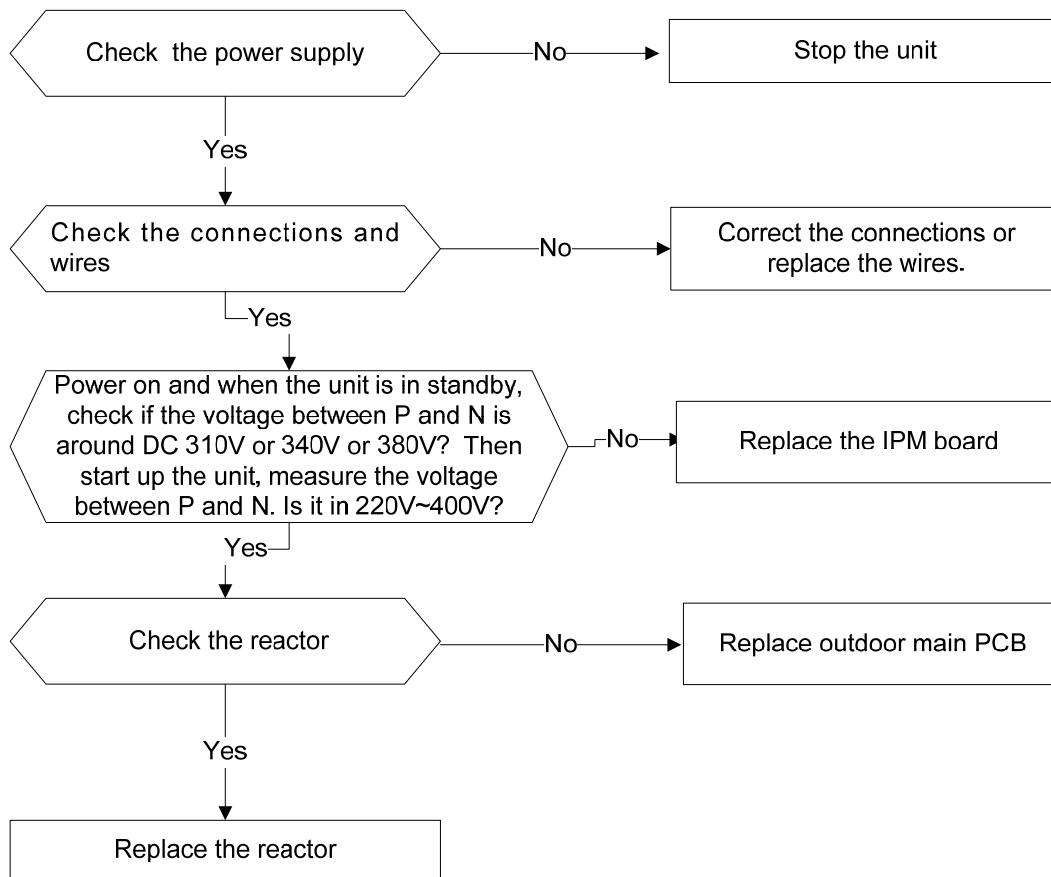 Check the power supply
No
Stop the unit
Yes
Check the connections and
wires
No
Correct the connections or
replace the wires.
Yes
Power on and when the unit is in standby,
check if the voltage between P and N is
around DC 310V or 340V or 380V? Then
start up the unit, measure the voltage
between P and N. Is it in 220V~400V?
No
Replace the IPM board
Yes
Check the reactor
No
Replace outdoor main PCB
Yes
Replace the reactor